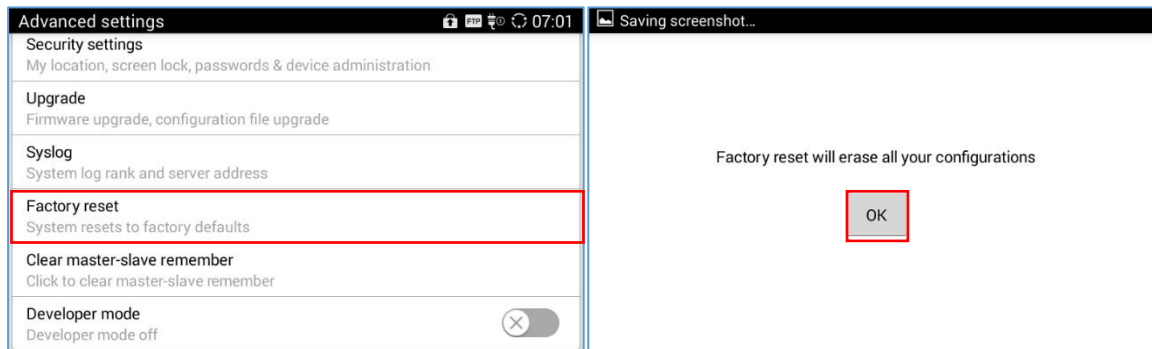 Advanced settings
FTP
07:01
Security settings
My location, screen lock, passwords & device administration
Upgrade
Firmware upgrade, configuration file upgrade
Syslog
System log rank and server address
Factory reset
System resets to factory defaults
Clear master-slave remember
Click to clear master-slave remember
Developer mode
Developer mode off
Saving screenshot...
Factory reset will erase all your configurations
OK